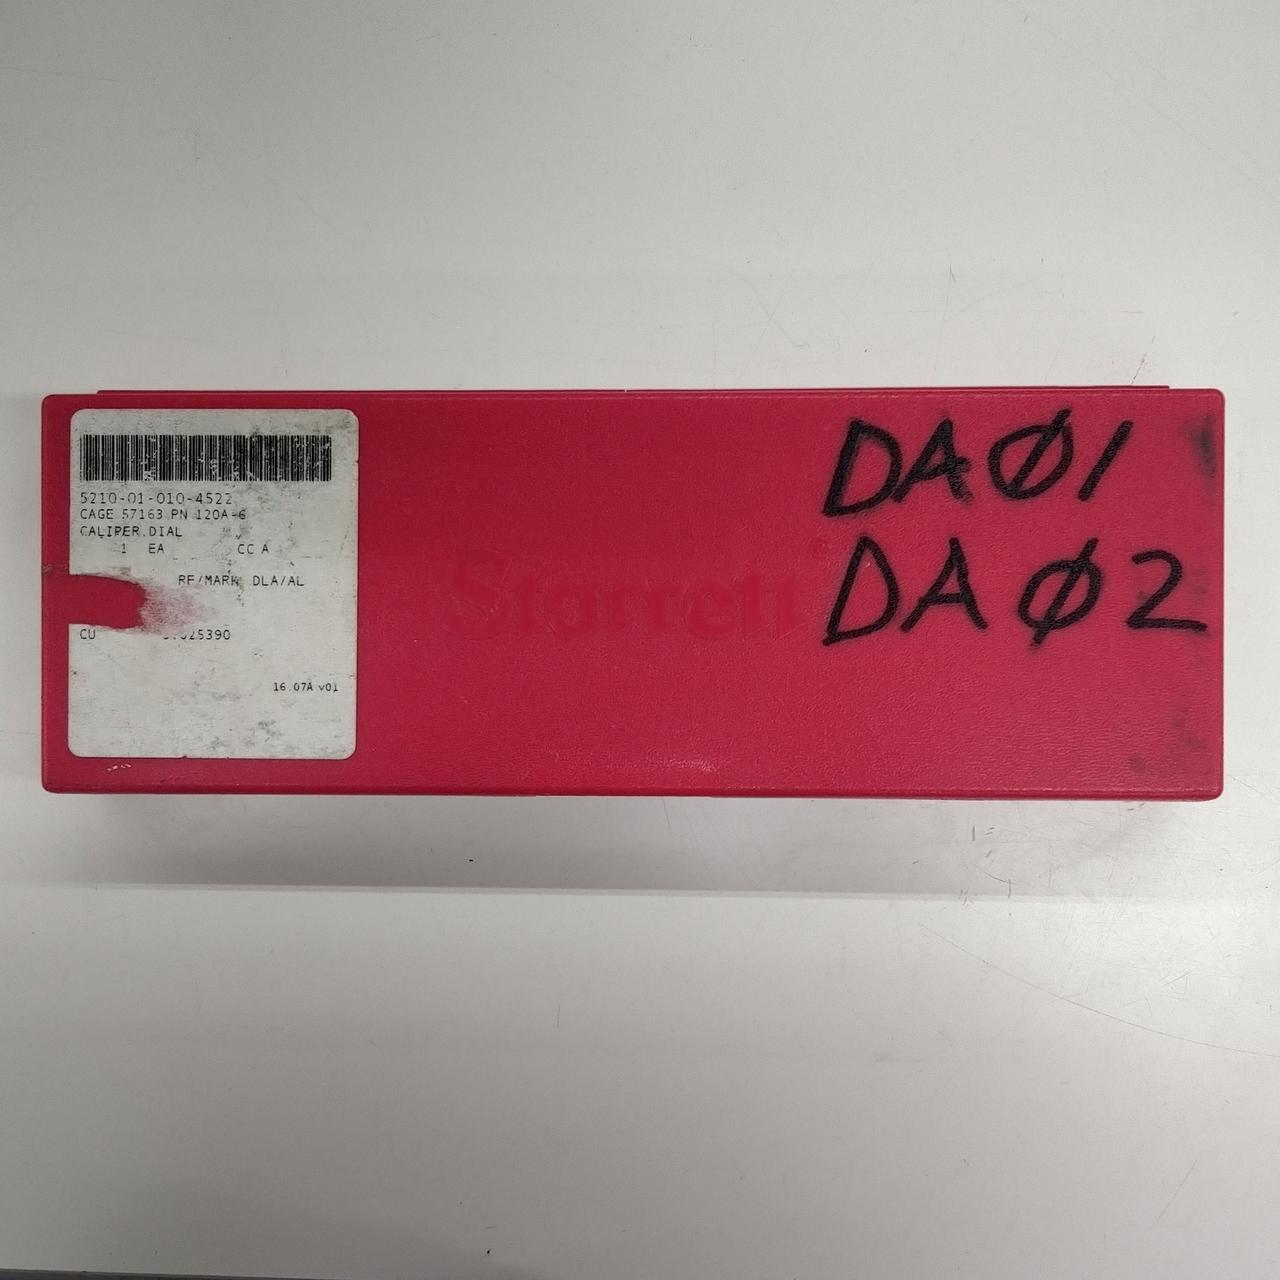 5210-01-010-4522
CAGE 57163 PN 120A-6
CALIPER,DIAL
1 EA CC A
RE/MARK DLA/AL
CU
16.07A v01
Starrett
DAØ1
DAØ2